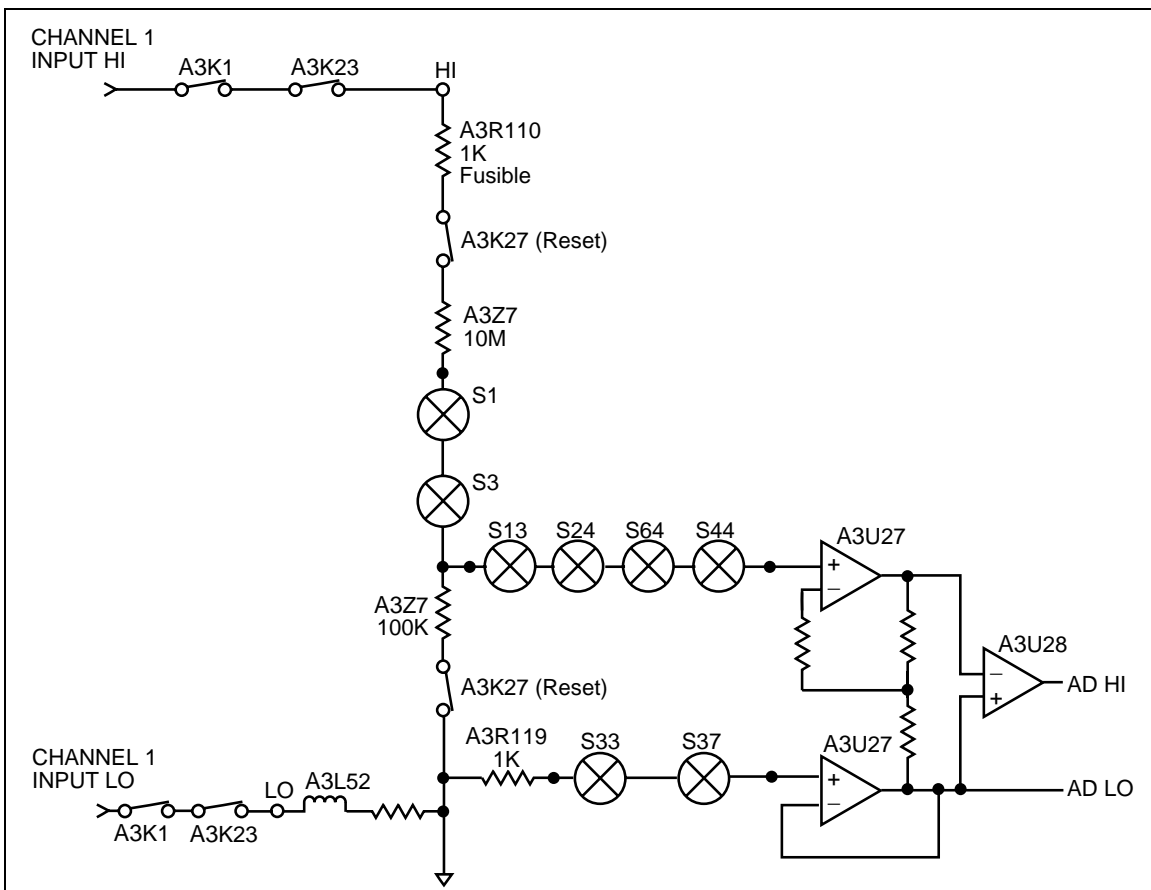 CHANNEL 1
INPUT HI
A3K1
A3K23
HI
A3R110
1K
Fusible
A3K27 (Reset)
A3Z7
10M
S1
S3
S13
S24
S64
S44
A3U27
+
−
A3Z7
100K
A3U28
−
+
AD HI
A3K27 (Reset)
A3R119
1K
S33
S37
A3U27
+
−
AD LO
CHANNEL 1
INPUT LO
LO
A3L52
A3K1
A3K23